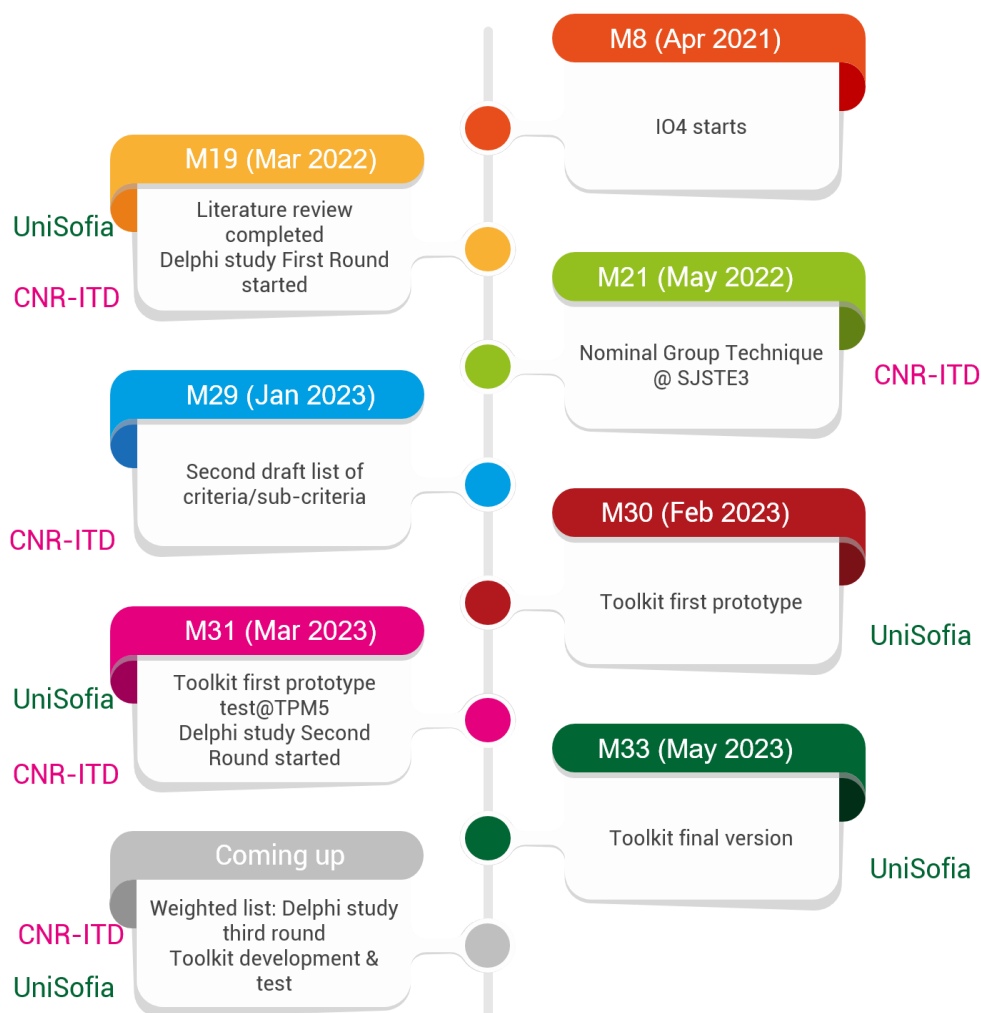 M8 (Apr 2021)
IO4 starts
M19 (Mar 2022)
UniSofia
Literature review
completed
Delphi study First Round
started
CNR-ITD
M21 (May 2022)
Nominal Group Technique
@ SJSTE3
CNR-ITD
M29 (Jan 2023)
Second draft list of
criteria/sub-criteria
CNR-ITD
M30 (Feb 2023)
Toolkit first prototype
UniSofia
M31 (Mar 2023)
UniSofia
Toolkit first prototype
test@TPM5
Delphi study Second
Round started
CNR-ITD
M33 (May 2023)
Toolkit final version
UniSofia
Coming up
Weighted list: Delphi study
third round
Toolkit development &
test
CNR-ITD
UniSofia